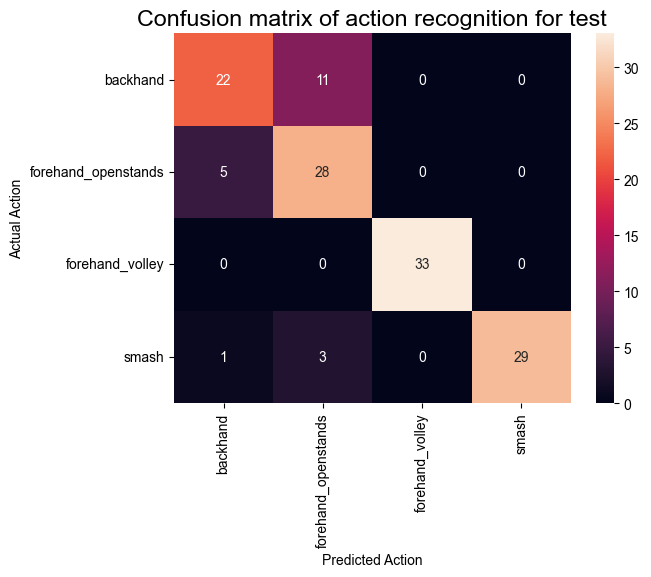 Confusion matrix of action recognition for test
Actual Action
backhand 22 11 0 0
forehand_openstands 5 28 0 0
forehand_volley 0 0 33 0
smash 1 3 0 29
backhand forehand_openstands forehand_volley smash
Predicted Action
30
25
20
15
10
5
0